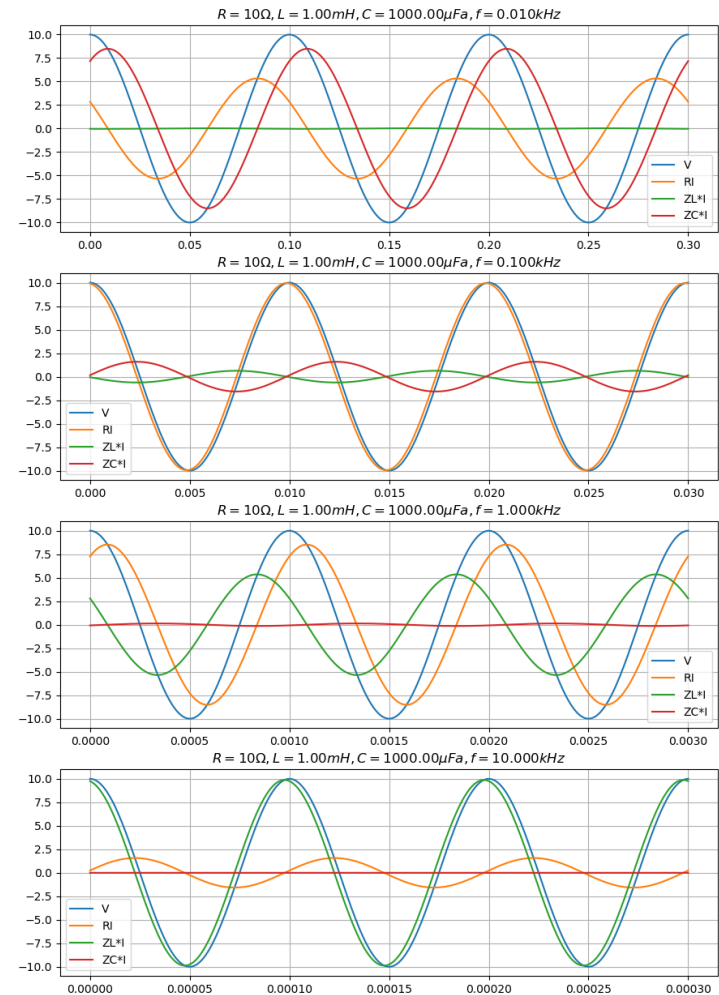 R = 10Ω, L = 1.00mH, C = 1000.00μFa, f = 0.010kHz
10.0
7.5
5.0
2.5
0.0
−2.5
−5.0
−7.5
−10.0
V
RI
ZL*I
ZC*I
0.00 0.05 0.10 0.15 0.20 0.25 0.30
R = 10Ω, L = 1.00mH, C = 1000.00μFa, f = 0.100kHz
10.0
7.5
5.0
2.5
0.0
−2.5
−5.0
−7.5
−10.0
V
RI
ZL*I
ZC*I
0.000 0.005 0.010 0.015 0.020 0.025 0.030
R = 10Ω, L = 1.00mH, C = 1000.00μFa, f = 1.000kHz
10.0
7.5
5.0
2.5
0.0
−2.5
−5.0
−7.5
−10.0
V
RI
ZL*I
ZC*I
0.0000 0.0005 0.0010 0.0015 0.0020 0.0025 0.0030
R = 10Ω, L = 1.00mH, C = 1000.00μFa, f = 10.000kHz
10.0
7.5
5.0
2.5
0.0
−2.5
−5.0
−7.5
−10.0
V
RI
ZL*I
ZC*I
0.00000 0.00005 0.00010 0.00015 0.00020 0.00025 0.00030